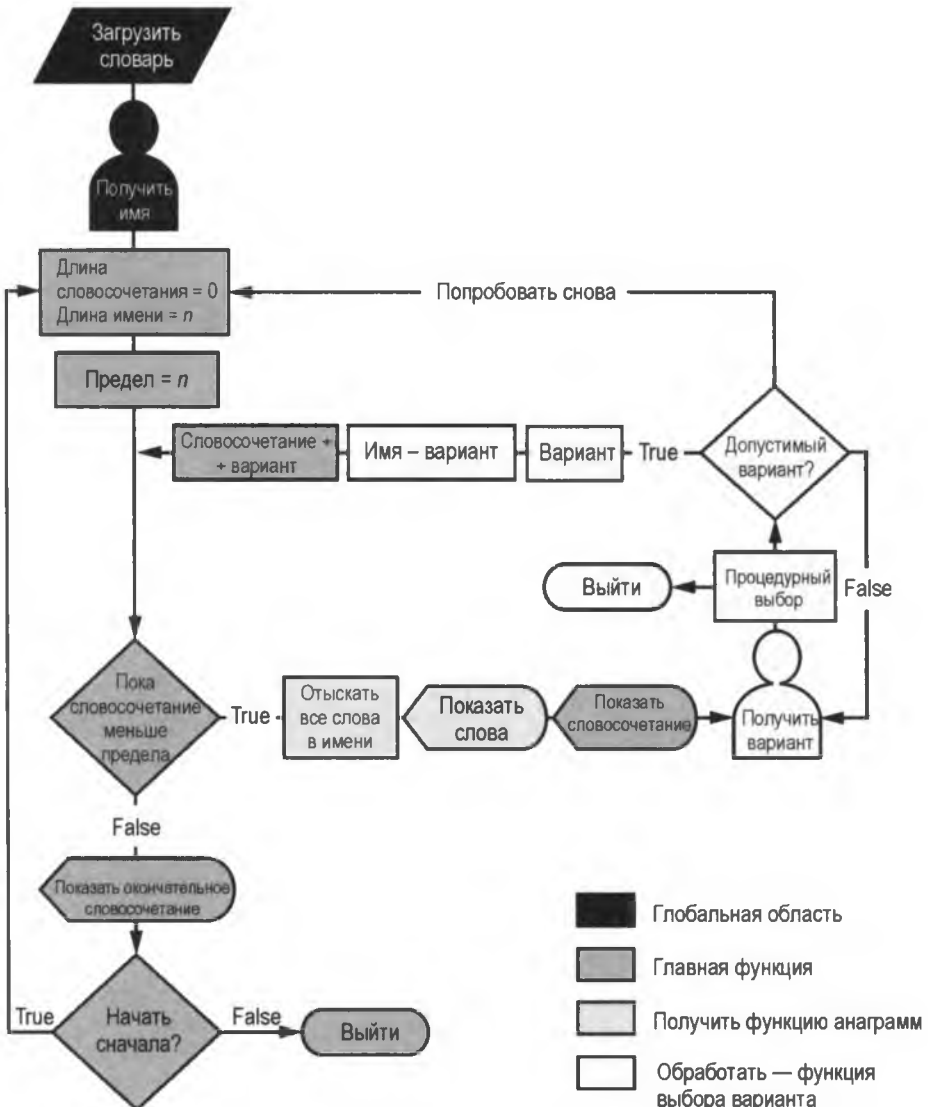 Загрузить
словарь
Получить
имя
Длина
словосочетания = 0
Длина имени = n
Попробовать снова
Предел = n
Словосочетание +
+ вариант
Имя – вариант
Вариант
True
Допустимый
вариант?
Выйти
Процедурный
выбор
False
Пока
словосочетание
меньше
предела
True
Отыскать
все слова
в имени
Показать
слова
Показать
словосочетание
Получить
вариант
False
Показать окончательное
словосочетание
True
Начать
сначала?
False
Выйти
Глобальная область
Главная функция
Получить функцию анаграмм
Обработать — функция
выбора варианта